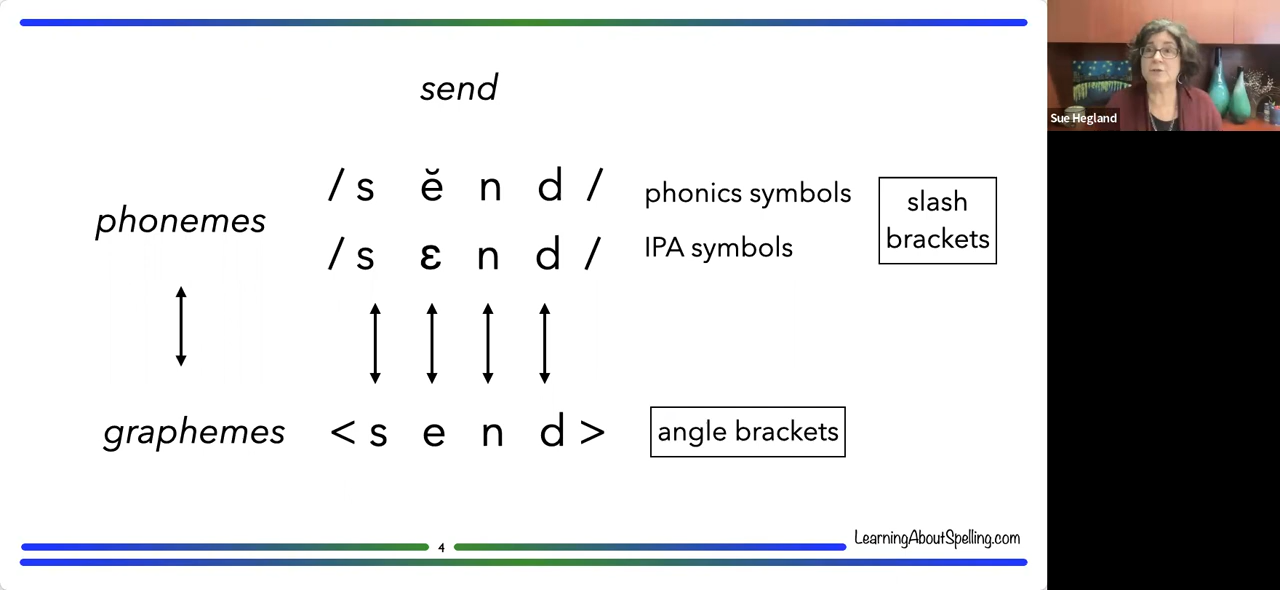 send
phonemes
/ s ĕ n d /
phonics symbols
/ s ɛ n d /
IPA symbols
slash
brackets
graphemes
< s e n d >
angle brackets
4
LearningAboutSpelling.com
Sue Hegland